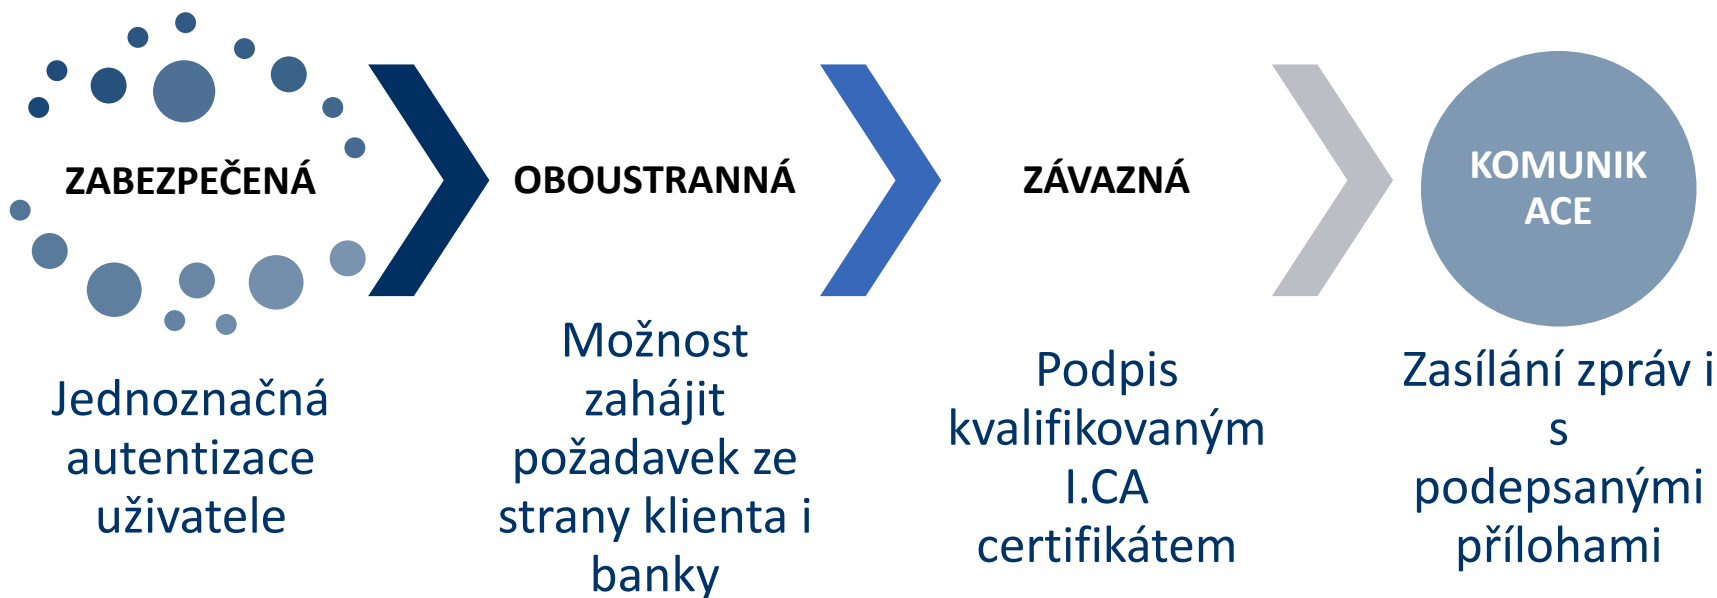 ZABEZPEČENÁ
Jednoznačná
autentizace
uživatele
OBOUSTRANNÁ
Možnost
zahájit
požadavek ze
strany klienta i
banky
ZÁVAZNÁ
Podpis
kvalifikovaným
I.CA
certifikátem
KOMUNIK
ACE
Zasílání zpráv i
s
podepsanými
přílohami